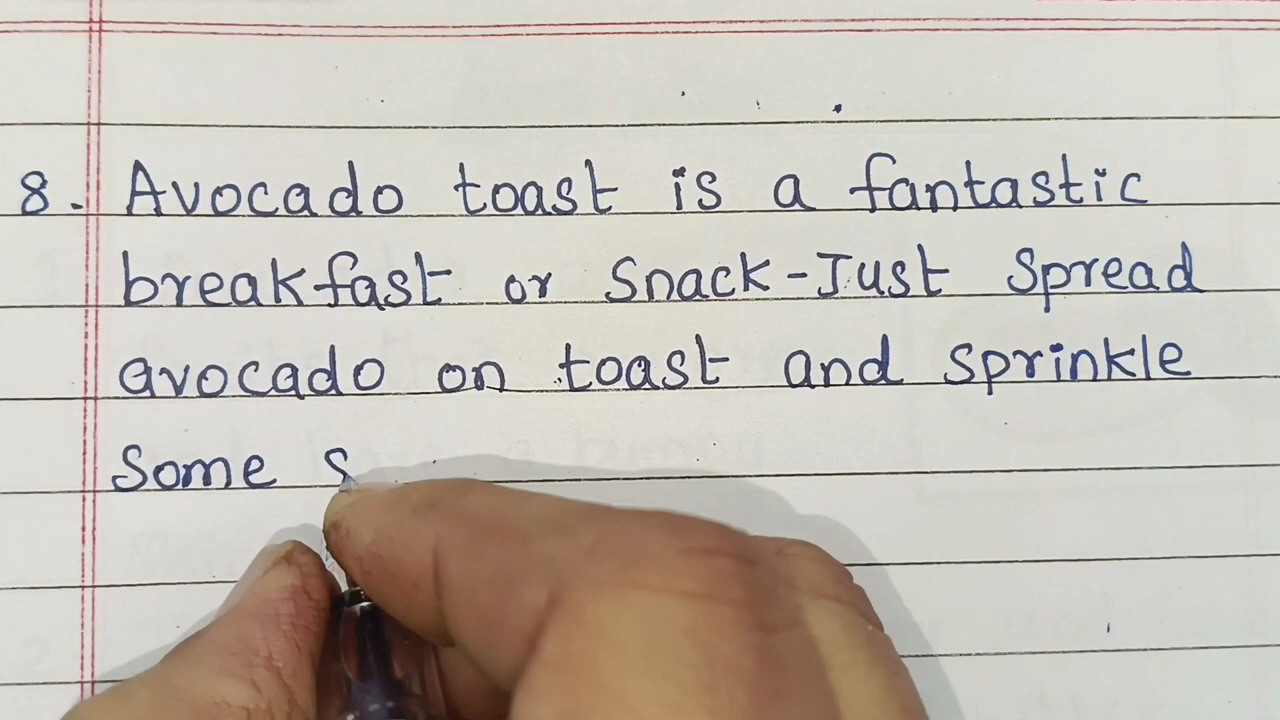 8. Avocado toast is a fantastic
breakfast or snack-Just spread
avocado on toast and sprinkle
some s